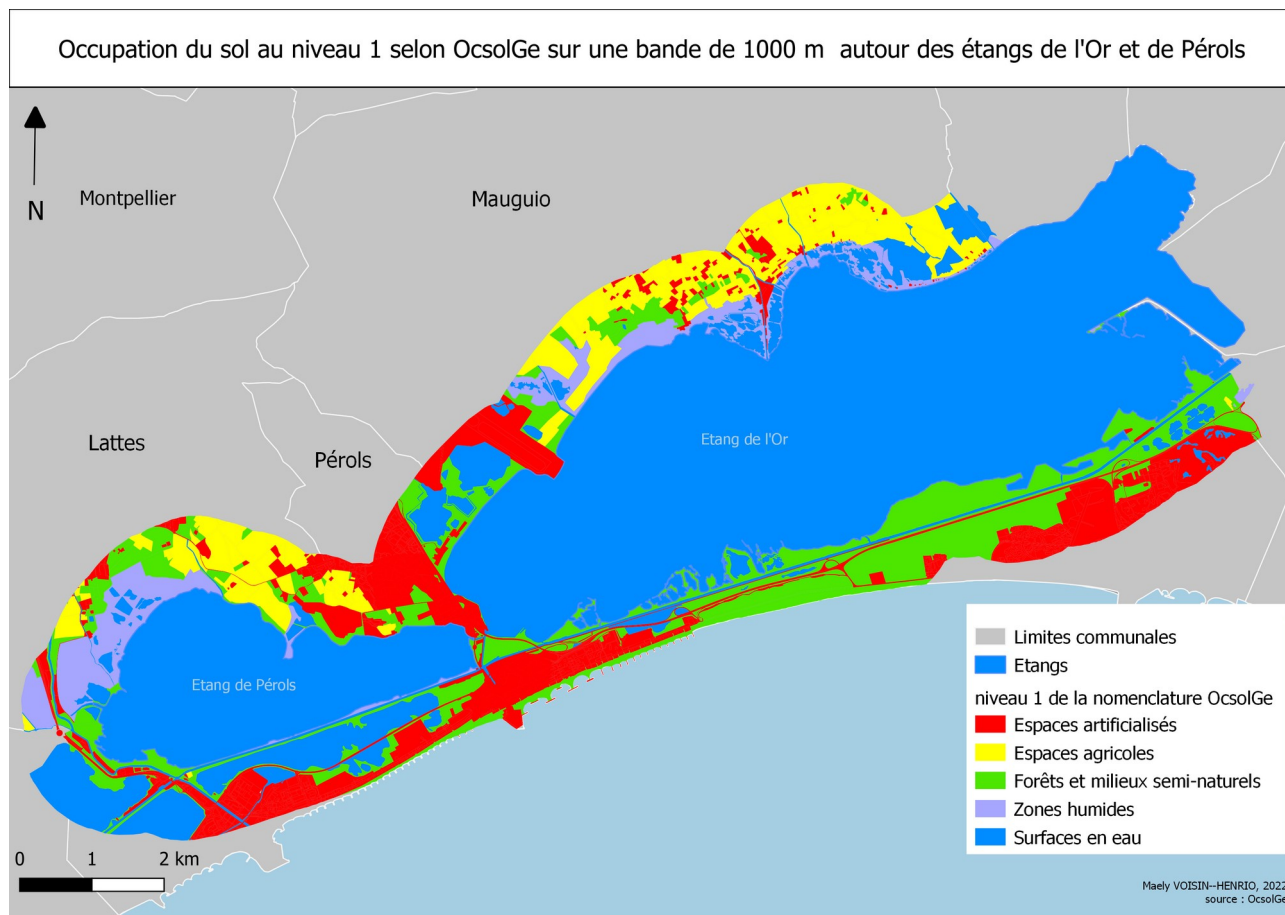 Occupation du sol au niveau 1 selon OcsolGe sur une bande de 1000 m autour des étangs de l'Or et de Pérols
N
Montpellier
Mauguio
Lattes
Pérols
Etang de l'Or
Etang de Pérols
Limites communales
Etangs
niveau 1 de la nomenclature OcsolGe
Espaces artificialisés
Espaces agricoles
Forêts et milieux semi-naturels
Zones humides
Surfaces en eau
0 1 2 km
Maely VOISIN--HENRIO, 2022
source : OcsolGe